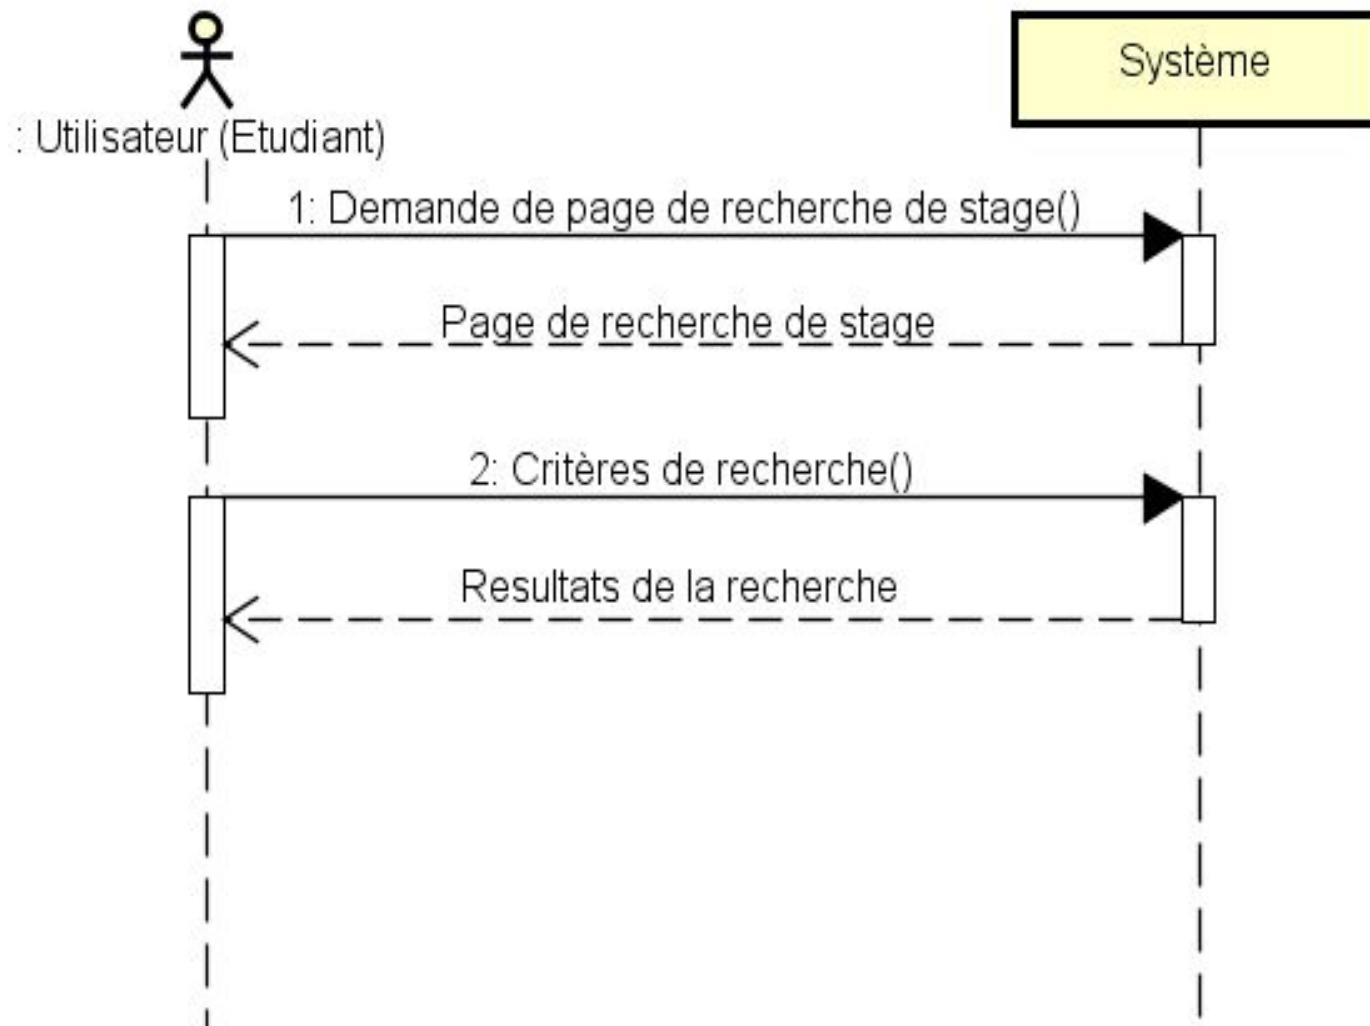 Système
: Utilisateur (Etudiant)
1: Demande de page de recherche de stage()
Page de recherche de stage
2: Critères de recherche()
Resultats de la recherche